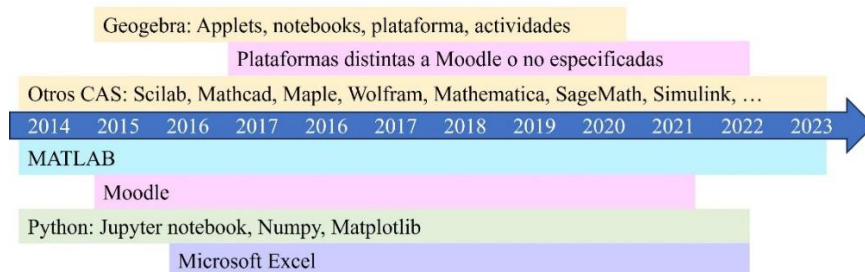 Geogebra: Applets, notebooks, plataforma, actividades
Plataformas distintas a Moodle o no especificadas
Otros CAS: Scilab, Mathcad, Maple, Wolfram, Mathematica, SageMath, Simulink, …
2014 2015 2016 2017 2016 2017 2018 2019 2020 2021 2022 2023
MATLAB
Moodle
Python: Jupyter notebook, Numpy, Matplotlib
Microsoft Excel